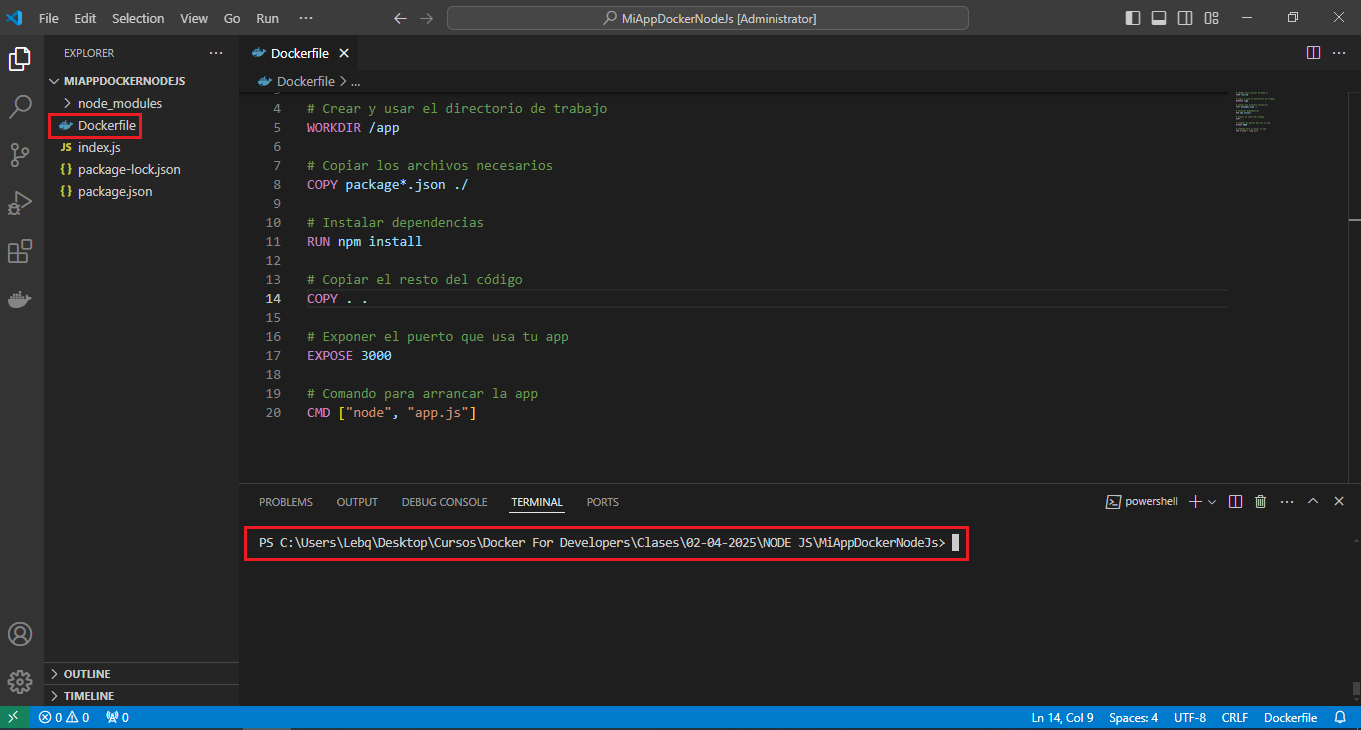 File Edit Selection View Go Run ···
MiAppDockerNodeJs [Administrator]
EXPLORER
MIAPPDOCKERNODEJS
node_modules
Dockerfile
JS index.js
{} package-lock.json
{} package.json
OUTLINE
TIMELINE
Dockerfile
Dockerfile > ...
4 # Crear y usar el directorio de trabajo
5 WORKDIR /app
6
7 # Copiar los archivos necesarios
8 COPY package*.json ./
9
10 # Instalar dependencias
11 RUN npm install
12
13 # Copiar el resto del código
14 COPY . .
15
16 # Exponer el puerto que usa tu app
17 EXPOSE 3000
18
19 # Comando para arrancar la app
20 CMD ["node", "app.js"]
PROBLEMS OUTPUT DEBUG CONSOLE TERMINAL PORTS
powershell
PS C:\Users\Lebq\Desktop\Cursos\Docker For Developers\Clases\02-04-2025\NODE JS\MiAppDockerNodeJs>
0 0 0
Ln 14, Col 9 Spaces: 4 UTF-8 CRLF Dockerfile